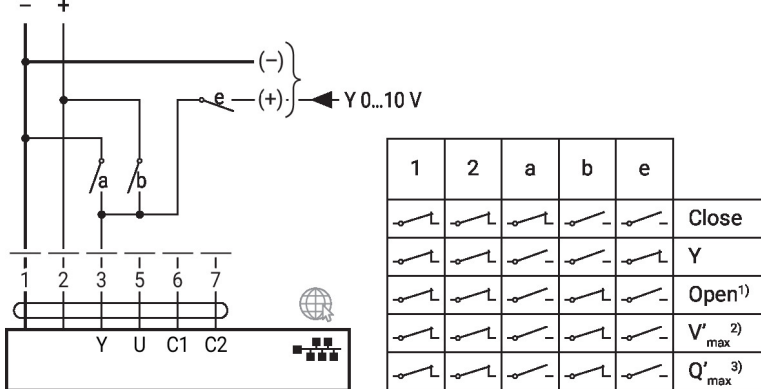 − +
(−)
e (+) Y 0...10 V
a b
1 2 3 5 6 7
Y U C1 C2
1 2 a b e
Close
Y
Open1)
V'max 2)
Q'max 3)